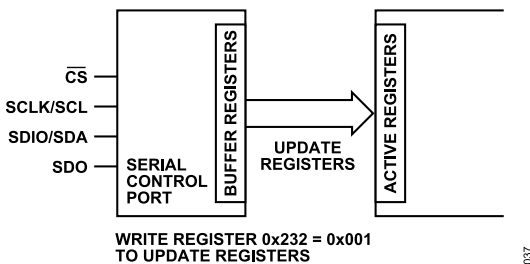 CS
SCLK/SCL
SDIO/SDA
SDO
SERIAL
CONTROL
PORT
BUFFER REGISTERS
UPDATE
REGISTERS
ACTIVE REGISTERS
WRITE REGISTER 0x232 = 0x001
TO UPDATE REGISTERS
037